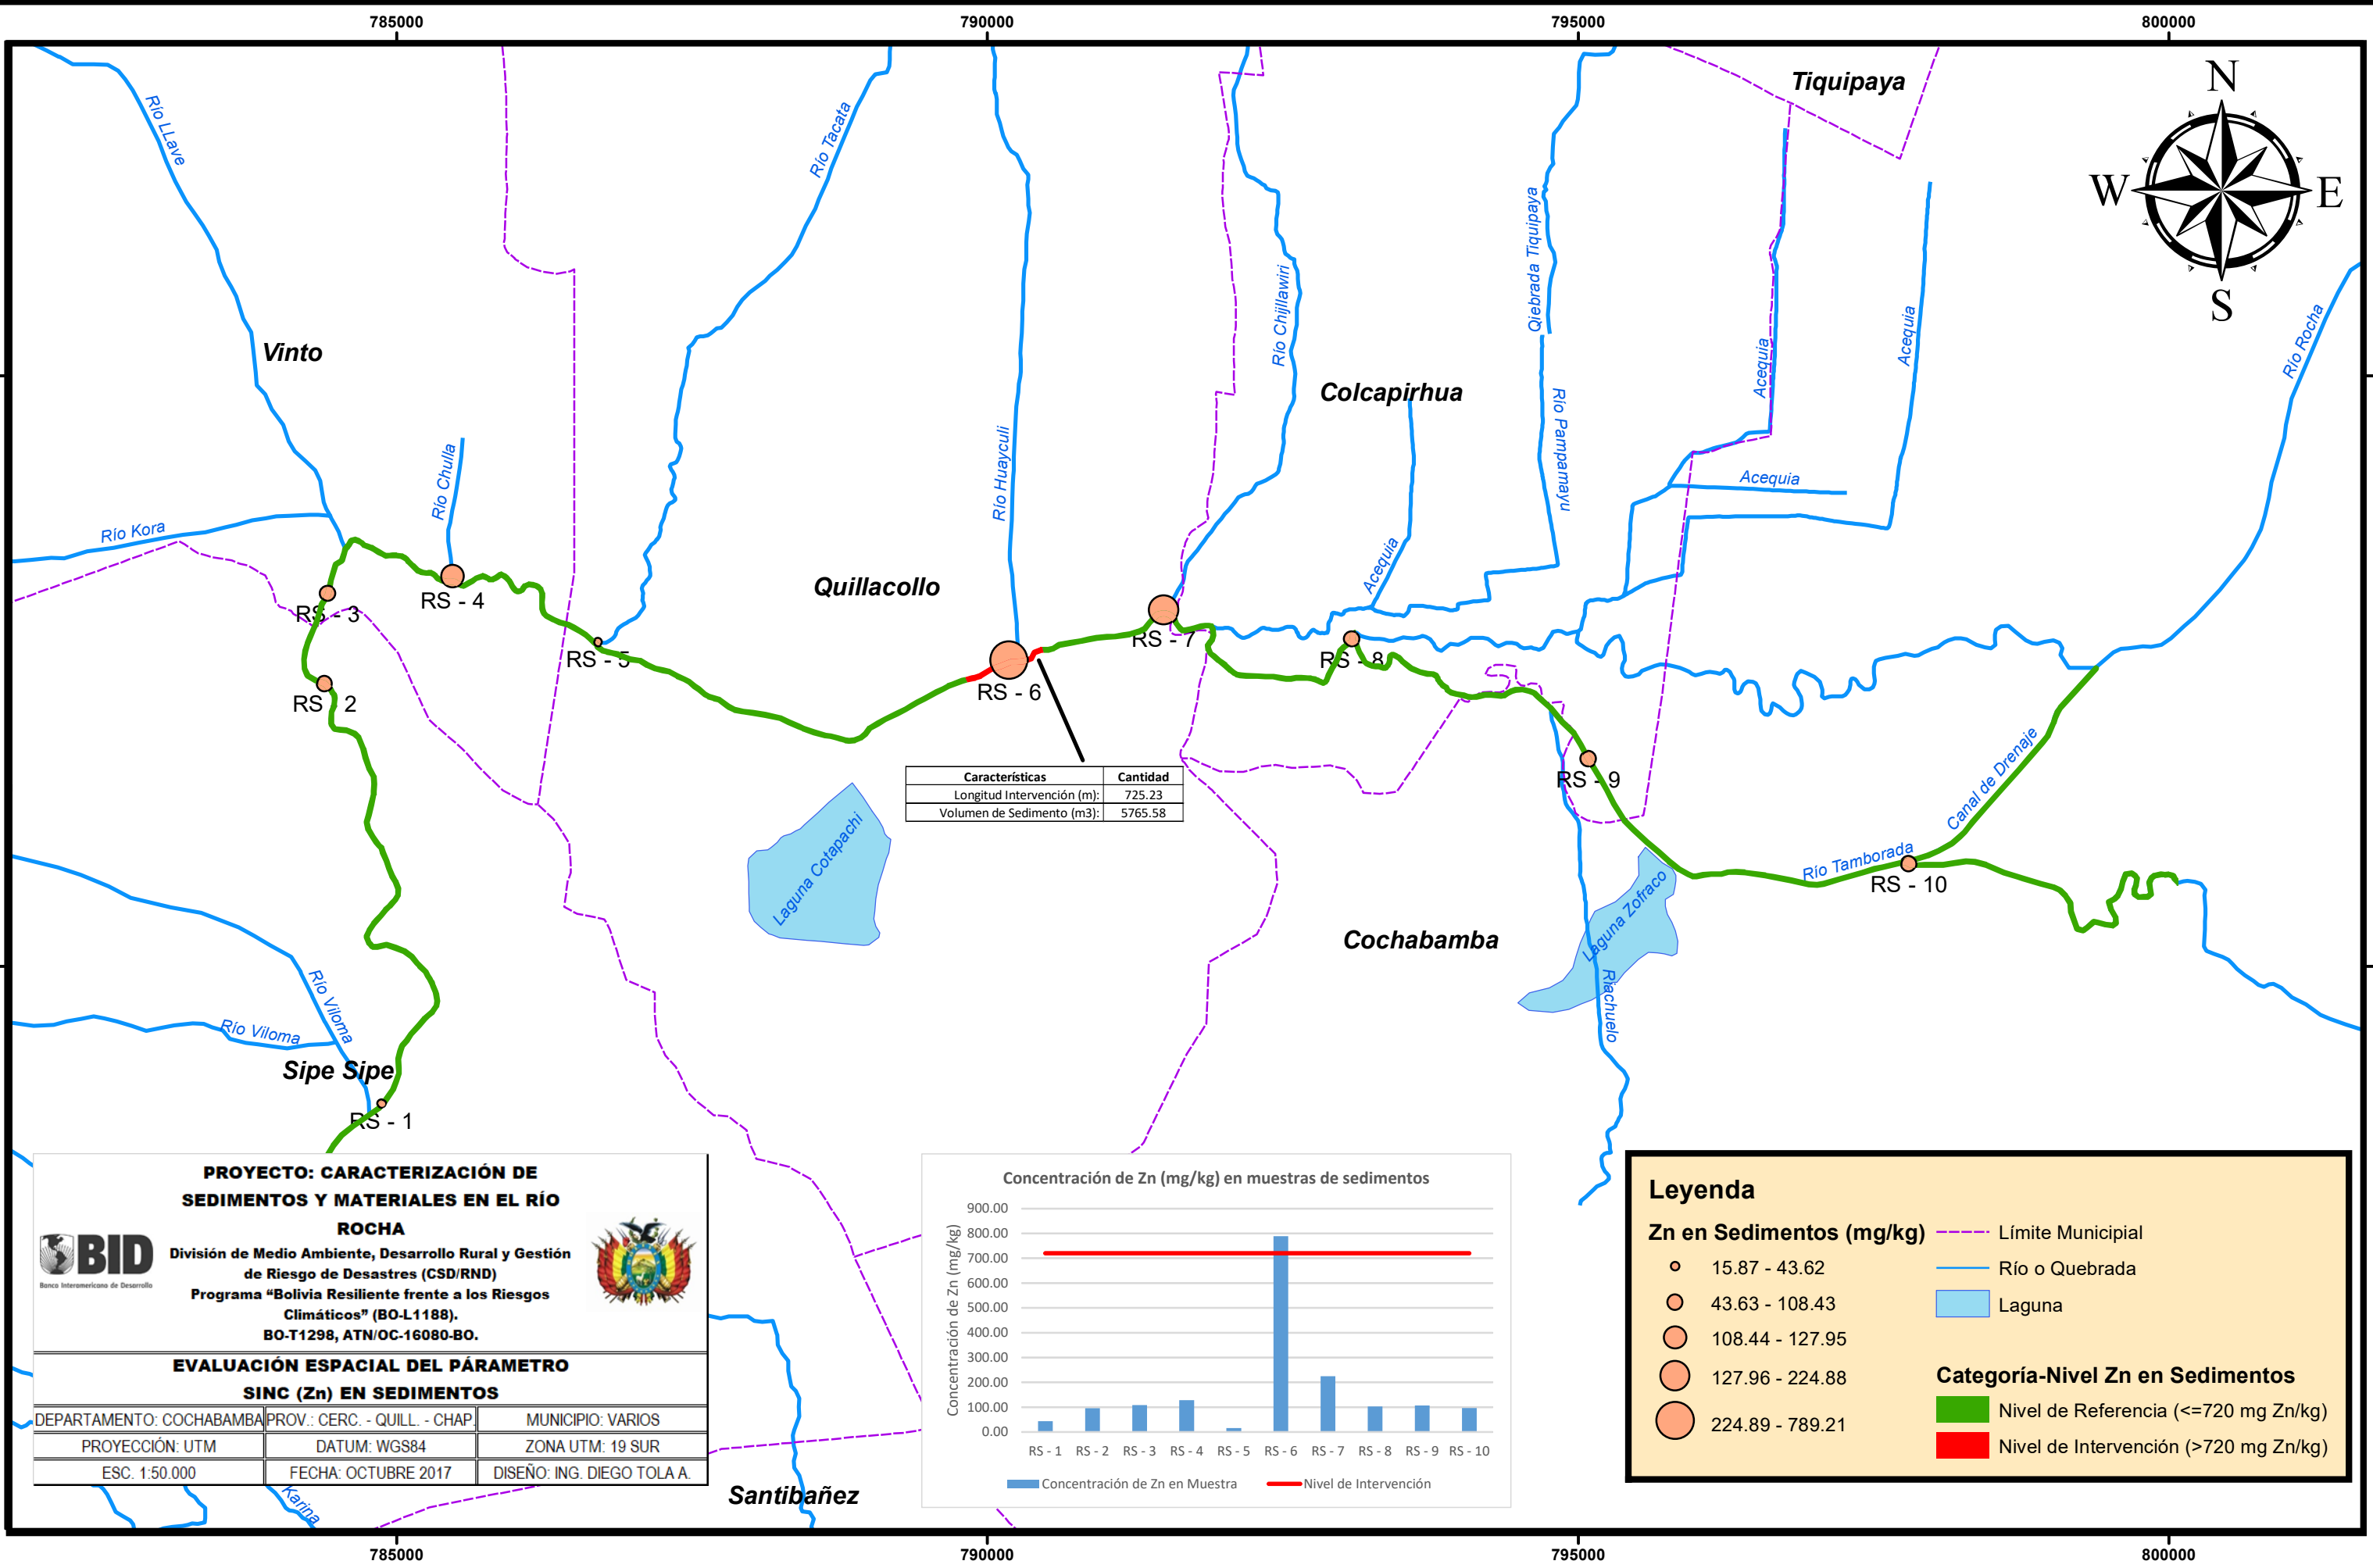 785000
790000
795000
800000
Tiquipaya
N
W
E
S
Río LLave
Río Tacata
Qiebrada Tiquipaya
Río Chijllawiri
Acequia
Acequia
Río Rocha
Vinto
Colcapirhua
Río Huayculi
Río Pampamayu
Río Chulla
Acequia
Río Kora
Acequia
Quillacollo
RS - 3
RS - 4
RS - 5
RS - 6
RS - 7
RS - 8
RS - 2
RS - 9
Canal de Drenaje
Características Cantidad
Longitud Intervención (m): 725.23
Volumen de Sedimento (m3): 5765.58
Laguna Cotapachi
Río Tamborada
RS - 10
Laguna Zofraco
Cochabamba
Riachuelo
Río Viloma
Río Viloma
Sipe Sipe
RS - 1
PROYECTO: CARACTERIZACIÓN DE
SEDIMENTOS Y MATERIALES EN EL RÍO
ROCHA
BID
Banco Interamericano de Desarrollo
División de Medio Ambiente, Desarrollo Rural y Gestión
de Riesgo de Desastres (CSD/RND)
Programa “Bolivia Resiliente frente a los Riesgos
Climáticos” (BO-L1188).
BO-T1298, ATN/OC-16080-BO.
EVALUACIÓN ESPACIAL DEL PÁRAMETRO
SINC (Zn) EN SEDIMENTOS
DEPARTAMENTO: COCHABAMBA PROV.: CERC. - QUILL. - CHAP. MUNICIPIO: VARIOS
PROYECCIÓN: UTM DATUM: WGS84 ZONA UTM: 19 SUR
ESC. 1:50.000 FECHA: OCTUBRE 2017 DISEÑO: ING. DIEGO TOLA A.
Karina
Santibañez
Concentración de Zn (mg/kg) en muestras de sedimentos
Concentración de Zn (mg/kg)
900.00
800.00
700.00
600.00
500.00
400.00
300.00
200.00
100.00
0.00
RS - 1 RS - 2 RS - 3 RS - 4 RS - 5 RS - 6 RS - 7 RS - 8 RS - 9 RS - 10
Concentración de Zn en Muestra Nivel de Intervención
Leyenda
Zn en Sedimentos (mg/kg)
15.87 - 43.62
43.63 - 108.43
108.44 - 127.95
127.96 - 224.88
224.89 - 789.21
Límite Municipial
Río o Quebrada
Laguna
Categoría-Nivel Zn en Sedimentos
Nivel de Referencia (<=720 mg Zn/kg)
Nivel de Intervención (>720 mg Zn/kg)
785000
790000
795000
800000